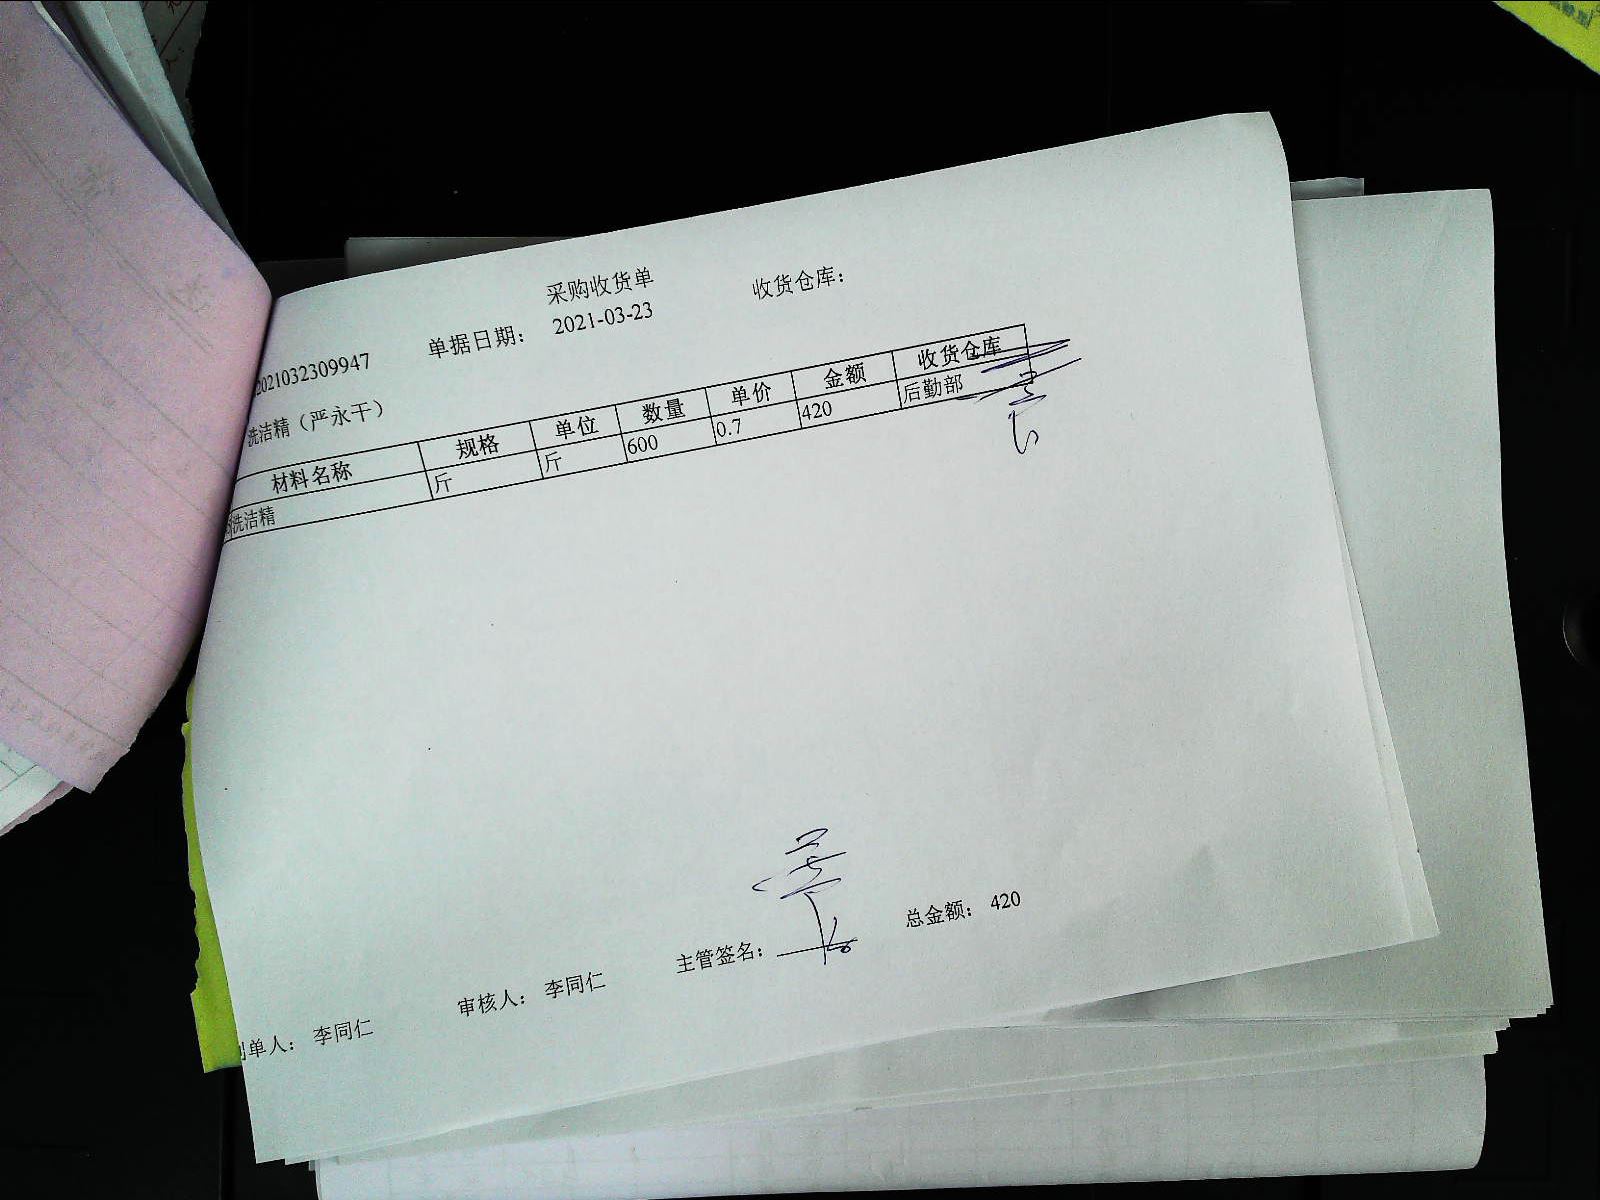 采购收货单 收货仓库：
2021032309947 单据日期： 2021-03-23
洗洁精（严永干）
材料名称 规格 单位 数量 单价 金额 收货仓库
洗洁精 斤 斤 600 0.7 420 后勤部
单人： 李同仁 审核人： 李同仁 主管签名： 总金额： 420